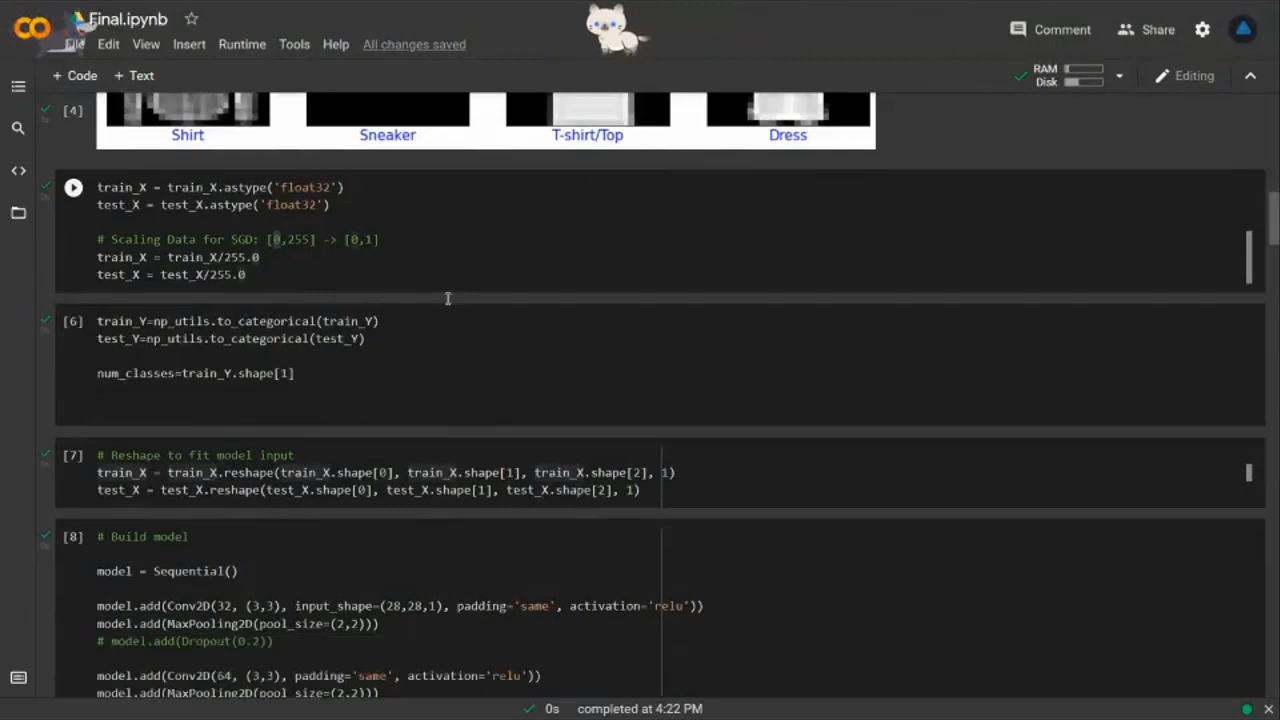 Final.ipynb
Comment
Share
File Edit View Insert Runtime Tools Help All changes saved
+ Code + Text
RAM
Disk
Editing
[4]
Shirt Sneaker T-shirt/Top Dress
train_X = train_X.astype('float32')
test_X = test_X.astype('float32')
# Scaling Data for SGD: [0,255] -> [0,1]
train_X = train_X/255.0
test_X = test_X/255.0
[6] train_Y=np_utils.to_categorical(train_Y)
test_Y=np_utils.to_categorical(test_Y)
num_classes=train_Y.shape[1]
[7] # Reshape to fit model input
train_X = train_X.reshape(train_X.shape[0], train_X.shape[1], train_X.shape[2], 1)
test_X = test_X.reshape(test_X.shape[0], test_X.shape[1], test_X.shape[2], 1)
[8] # Build model
model = Sequential()
model.add(Conv2D(32, (3,3), input_shape=(28,28,1), padding='same', activation='relu'))
model.add(MaxPooling2D(pool_size=(2,2)))
# model.add(Dropout(0.2))
model.add(Conv2D(64, (3,3), padding='same', activation='relu'))
model.add(MaxPooling2D(pool_size=(2,2)))
0s completed at 4:22 PM